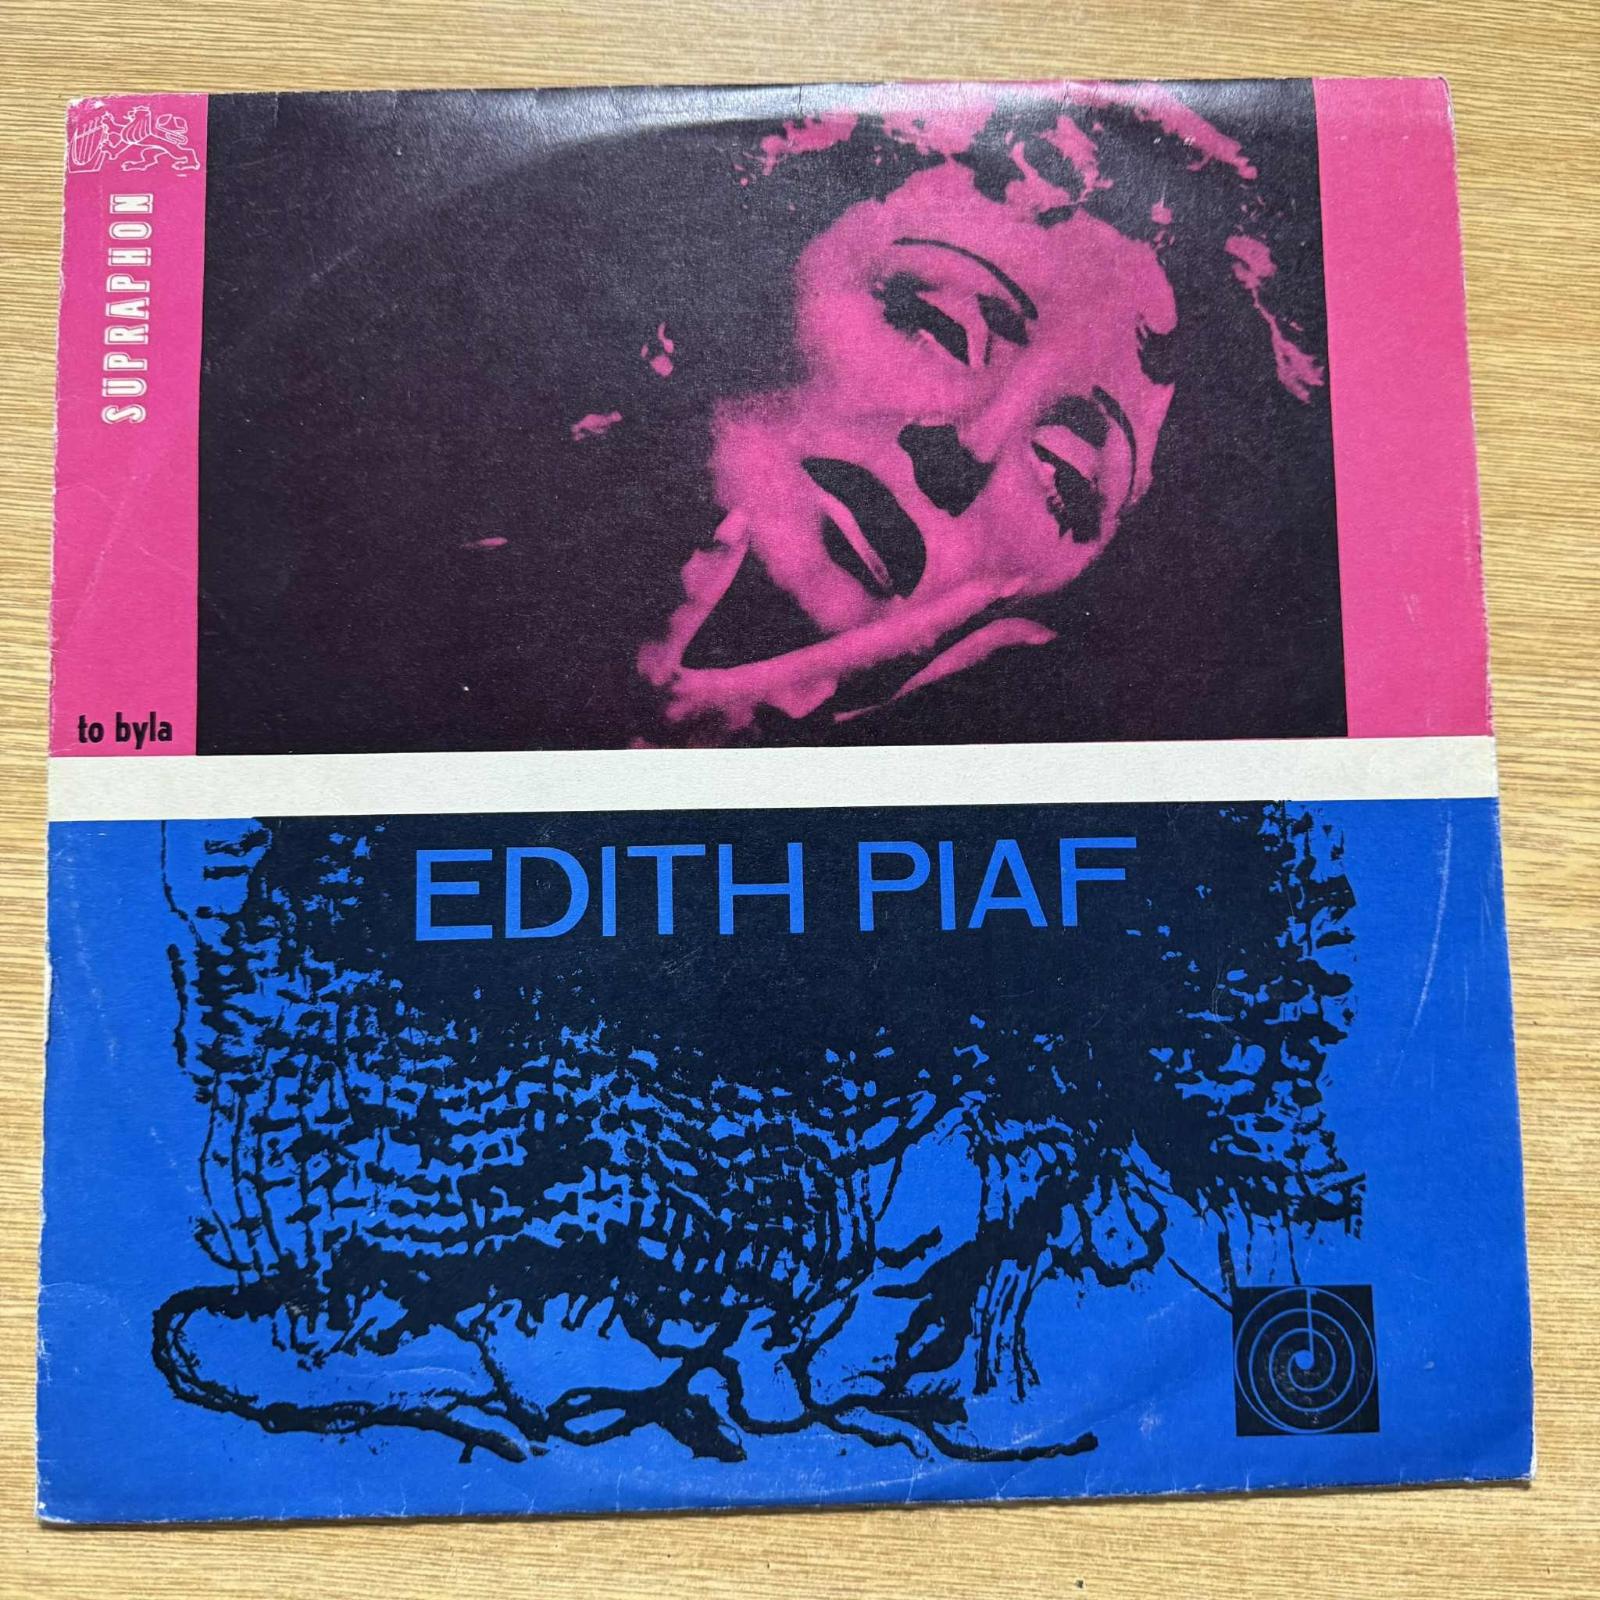 SUPRAPHON
to byla
EDITH PIAF